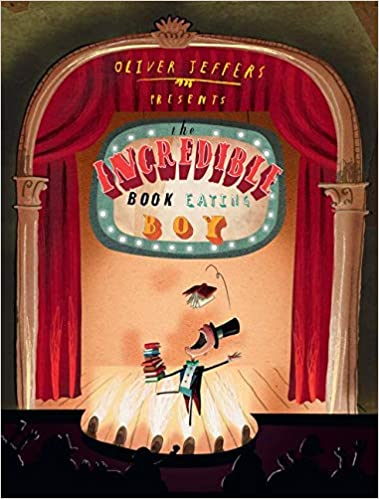 OLIVER JEFFERS
PRESENTS
the
INCREDIBLE
BOOK EATING
BOY